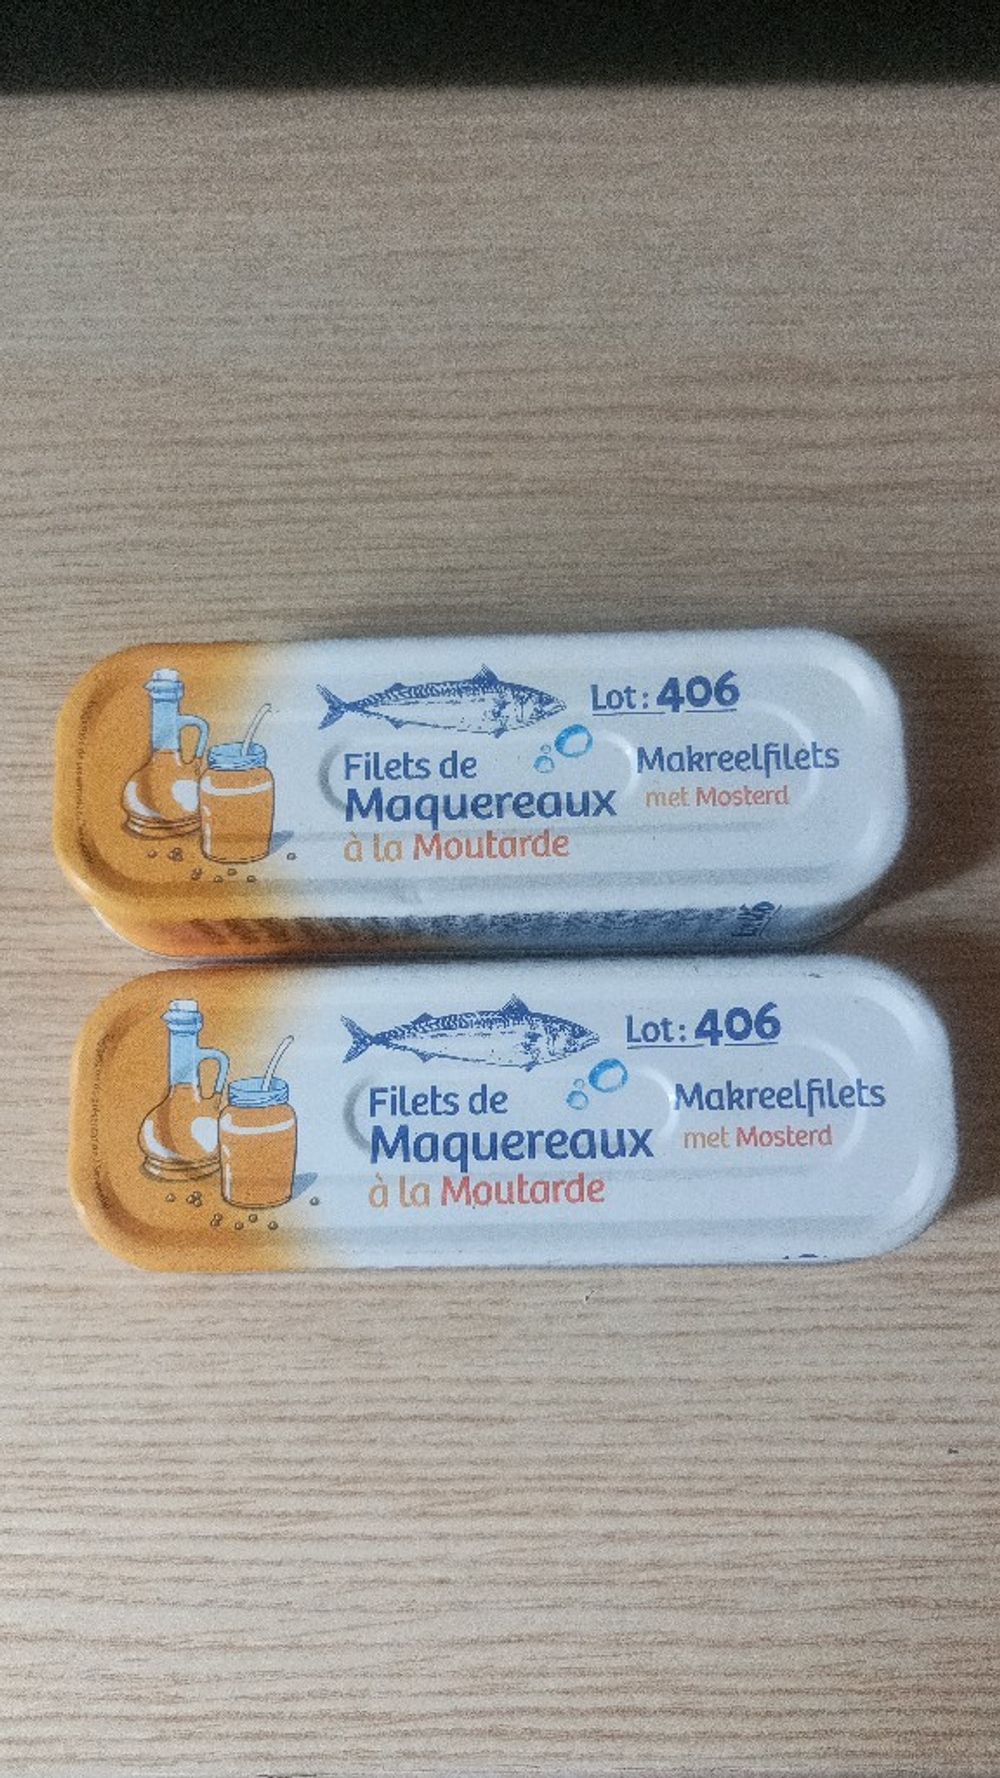 Lot: 406
Filets de
Maquereaux
à la Moutarde
Makreelfilets
met Mosterd
Lot: 406
Filets de
Maquereaux
à la Moutarde
Makreelfilets
met Mosterd